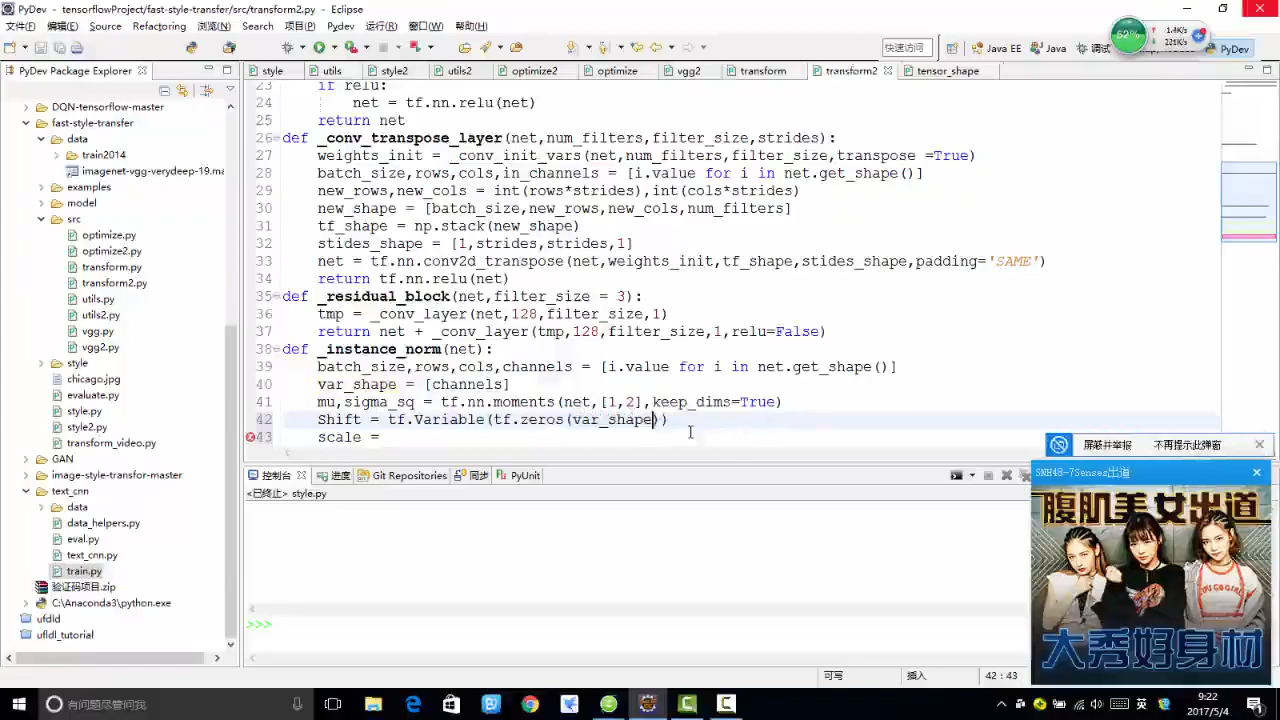 PyDev - tensorflowProject/fast-style-transfer/src/transform2.py - Eclipse
文件(F) 编辑(E) Source Refactoring 浏览(N) Search 项目(P) Pydev 运行(R) 窗口(W) 帮助(H)
快速访问 Java EE Java 调试 PyDev
52% 1.4K/s
221K/s
PyDev Package Explorer
style utils style2 utils2 optimize2 optimize vgg2 transform transform2 tensor_shape
DQN-tensorflow-master
fast-style-transfer
data
train2014
imagenet-vgg-verydeep-19.ma
examples
model
src
optimize.py
optimize2.py
transform.py
transform2.py
utils.py
utils2.py
vgg.py
vgg2.py
style
chicago.jpg
evaluate.py
style.py
style2.py
transform_video.py
GAN
image-style-transfor-master
text_cnn
data
data_helpers.py
eval.py
text_cnn.py
train.py
验证码项目.zip
C:\Anaconda3\python.exe
ufdld
ufldl_tutorial
23 if relu:
24 net = tf.nn.relu(net)
25 return net
26 def _conv_transpose_layer(net,num_filters,filter_size,strides):
27 weights_init = _conv_init_vars(net,num_filters,filter_size,transpose =True)
28 batch_size,rows,cols,in_channels = [i.value for i in net.get_shape()]
29 new_rows,new_cols = int(rows*strides),int(cols*strides)
30 new_shape = [batch_size,new_rows,new_cols,num_filters]
31 tf_shape = np.stack(new_shape)
32 stides_shape = [1,strides,strides,1]
33 net = tf.nn.conv2d_transpose(net,weights_init,tf_shape,stides_shape,padding='SAME')
34 return tf.nn.relu(net)
35 def _residual_block(net,filter_size = 3):
36 tmp = _conv_layer(net,128,filter_size,1)
37 return net + _conv_layer(tmp,128,filter_size,1,relu=False)
38 def _instance_norm(net):
39 batch_size,rows,cols,channels = [i.value for i in net.get_shape()]
40 var_shape = [channels]
41 mu,sigma_sq = tf.nn.moments(net,[1,2],keep_dims=True)
42 Shift = tf.Variable(tf.zeros(var_shape))
43 scale =
控制台 进度 Git Repositories 同步 PyUnit
<已终止> style.py
>>>
屏蔽并举报 不再提示此弹窗
SNH48-7Senses出道
腹肌美女出道
大秀好身材
可写 插入 42 : 43
有问题尽管问我
英
9:22
2017/5/4